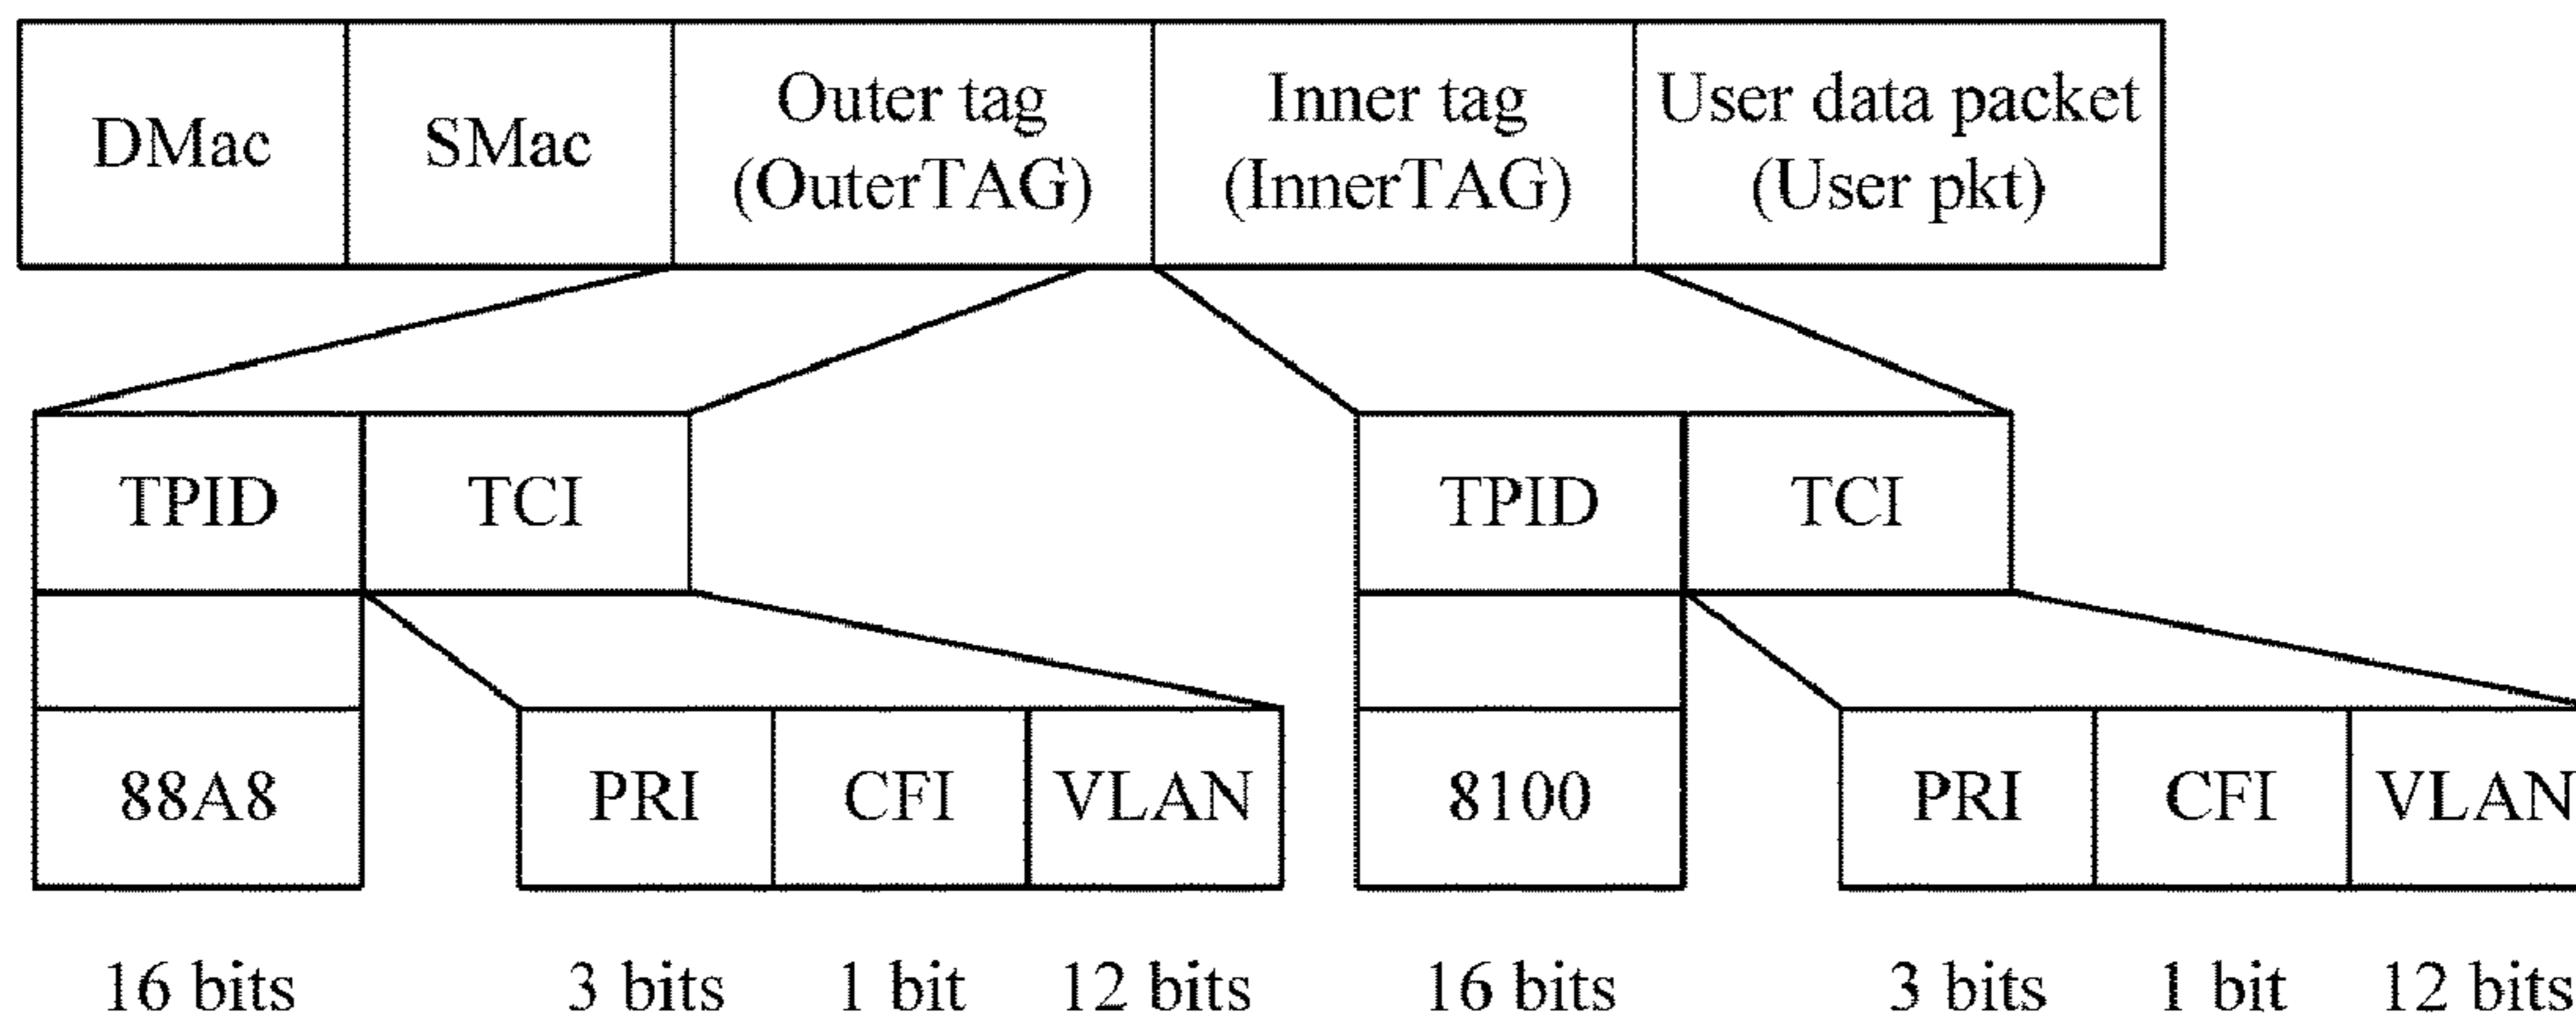 DMac
SMac
Outer tag
(OuterTAG)
Inner tag
(InnerTAG)
User data packet
(User pkt)
TPID
TCI
TPID
TCI
88A8
PRI
CFI
VLAN
8100
PRI
CFI
VLAN
16 bits
3 bits
1 bit
12 bits
16 bits
3 bits
1 bit
12 bits